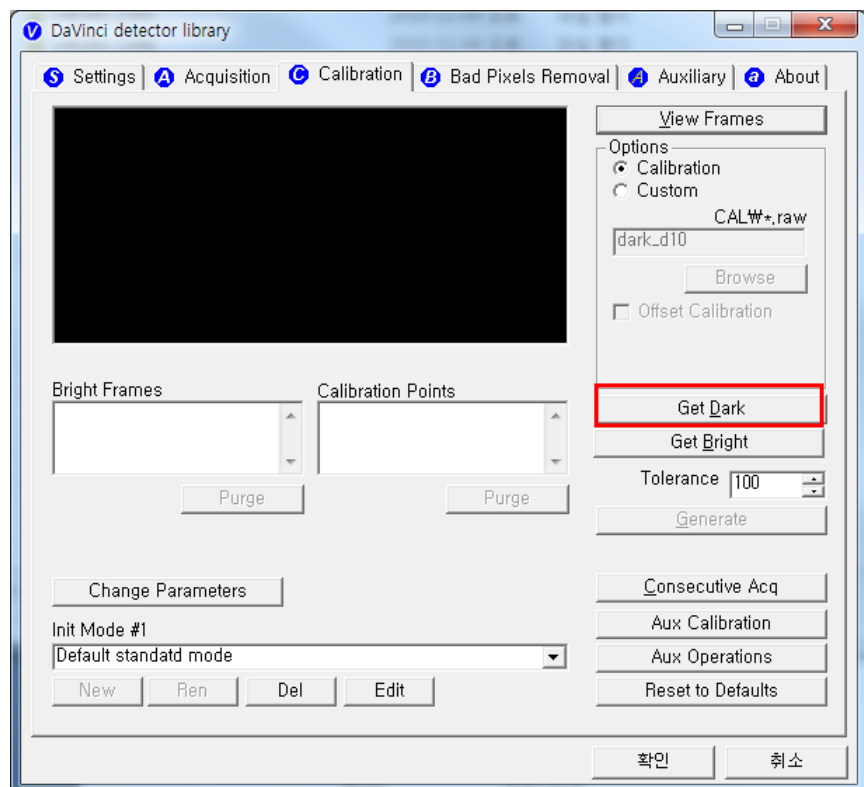 DaVinci detector library
Settings Acquisition Calibration Bad Pixels Removal Auxiliary About
View Frames
Options
Calibration
Custom
CAL₩*.raw
dark_d10
Browse
Offset Calibration
Bright Frames Calibration Points
Get Dark
Get Bright
Tolerance 100
Purge Purge
Generate
Change Parameters
Consecutive Acq
Init Mode #1
Aux Calibration
Default standatd mode
Aux Operations
New Ren Del Edit
Reset to Defaults
확인 취소